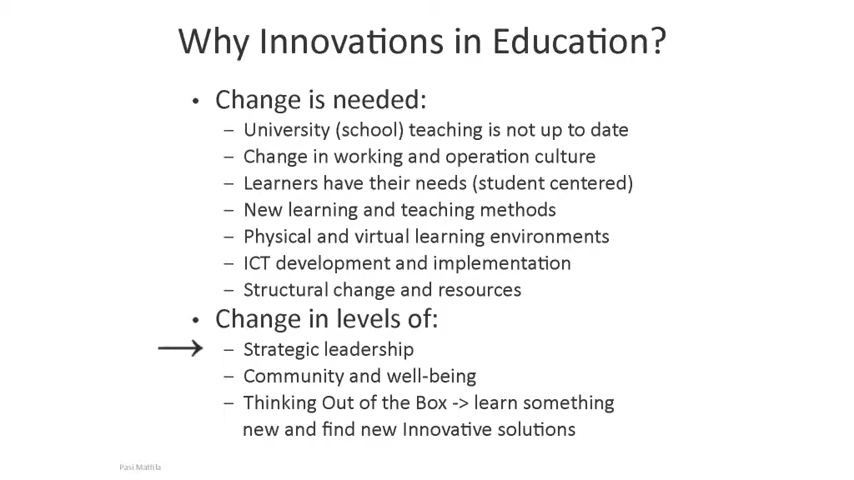 Why Innovations in Education?
• Change is needed:
– University (school) teaching is not up to date
– Change in working and operation culture
– Learners have their needs (student centered)
– New learning and teaching methods
– Physical and virtual learning environments
– ICT development and implementation
– Structural change and resources
• Change in levels of:
– Strategic leadership
– Community and well-being
– Thinking Out of the Box -> learn something
new and find new Innovative solutions
Pasi Mattila